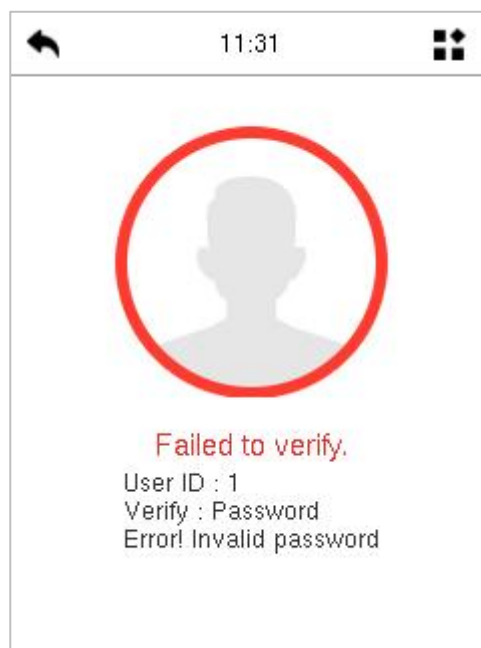 11:31
Failed to verify.
User ID : 1
Verify : Password
Error! Invalid password